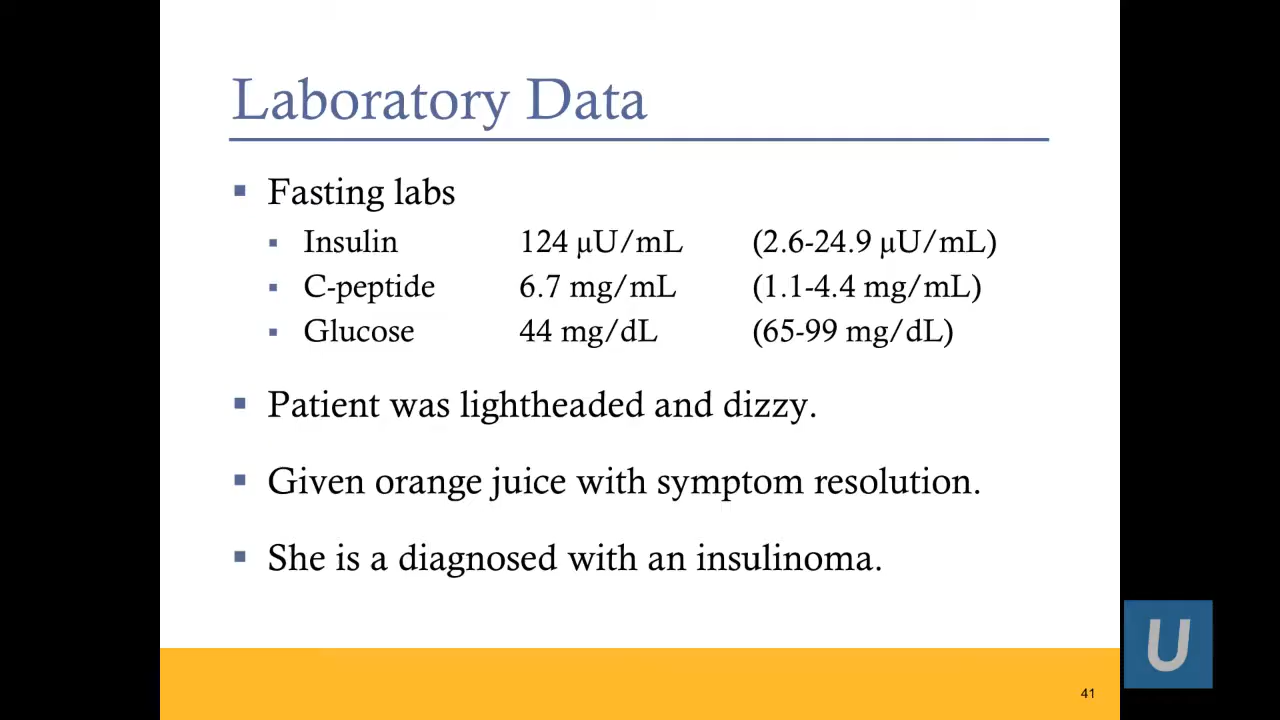 Laboratory Data
Fasting labs
Insulin 124 µU/mL (2.6-24.9 µU/mL)
C-peptide 6.7 mg/mL (1.1-4.4 mg/mL)
Glucose 44 mg/dL (65-99 mg/dL)
Patient was lightheaded and dizzy.
Given orange juice with symptom resolution.
She is a diagnosed with an insulinoma.
41
U